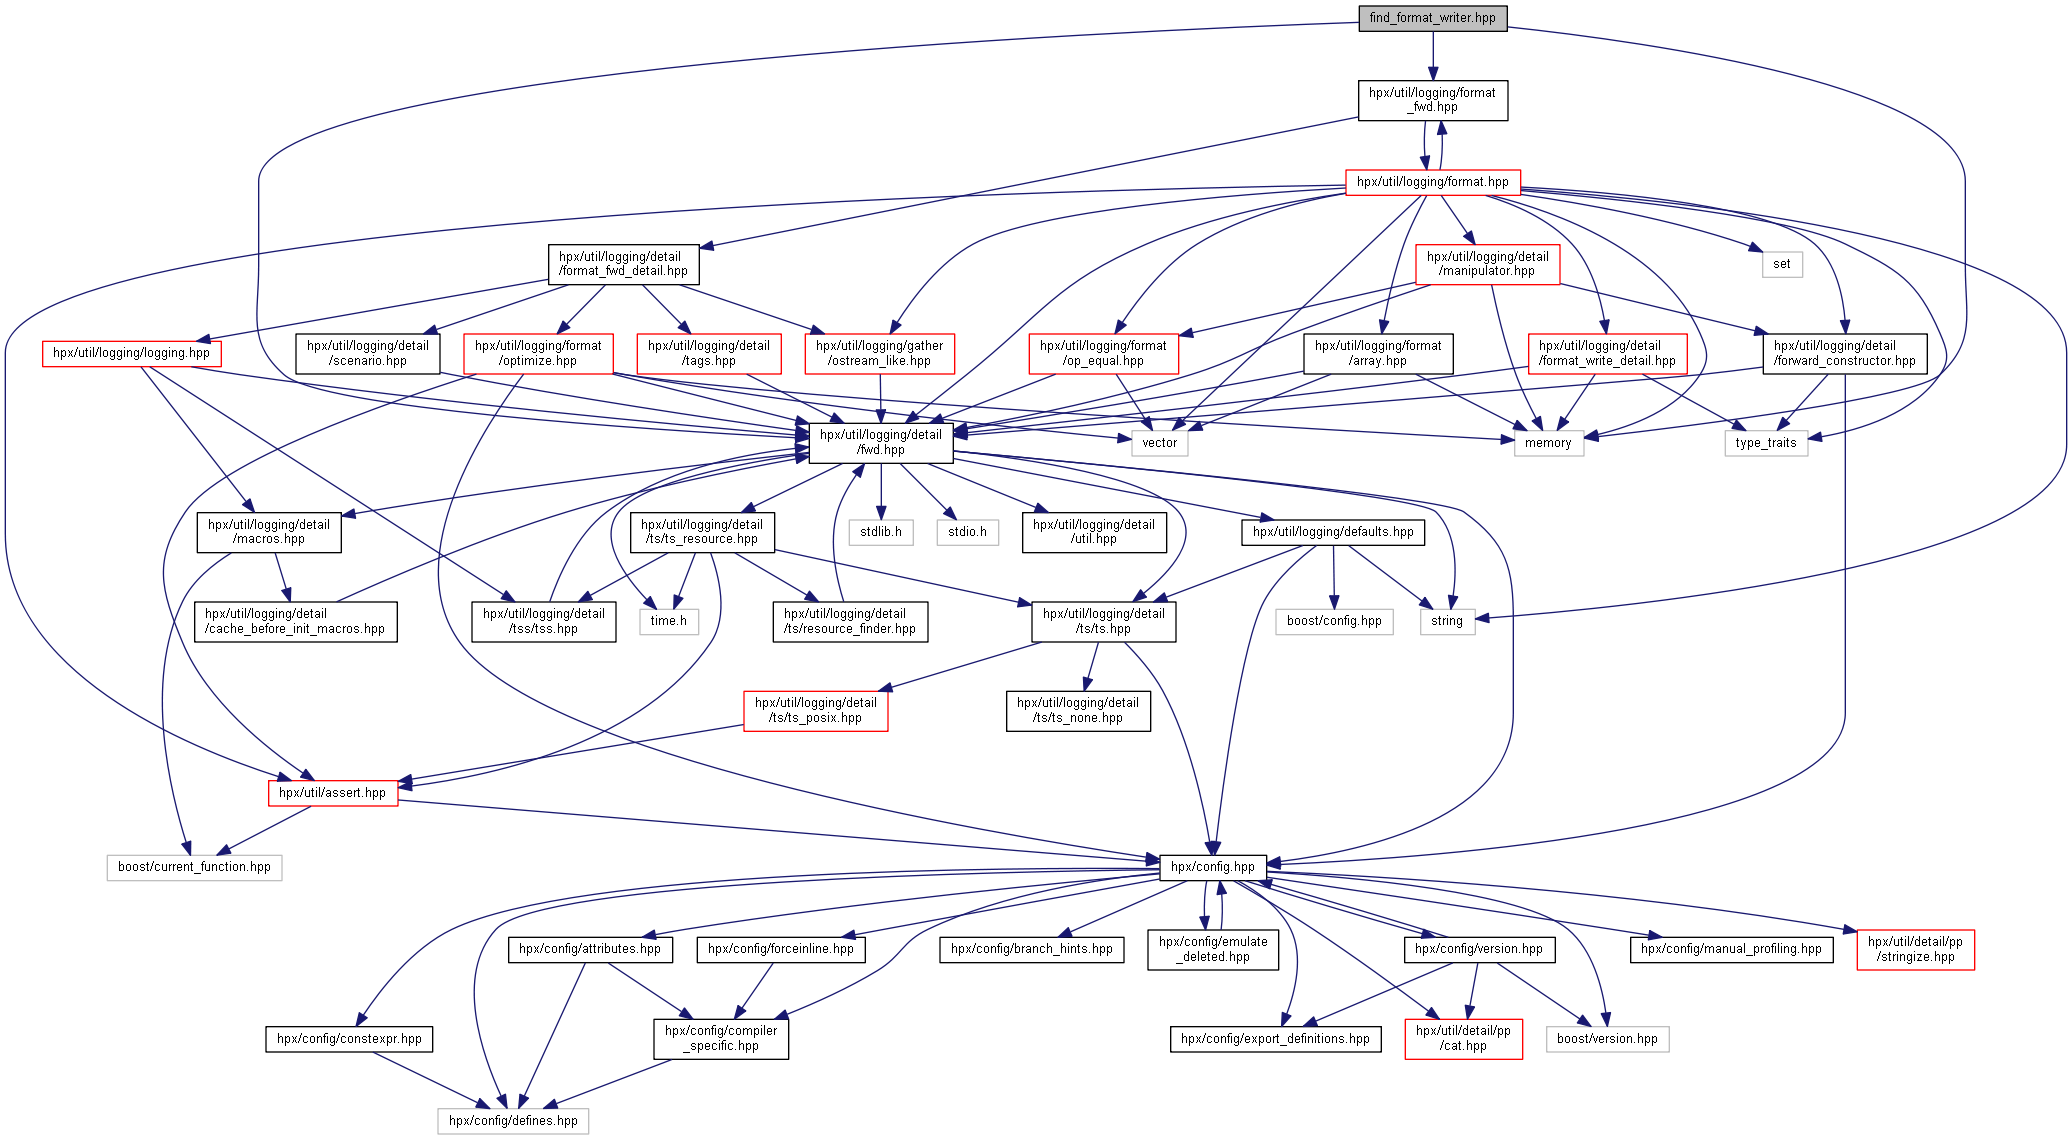 find_format_writer.hpp
hpx/util/logging/format
_fwd.hpp
hpx/util/logging/format.hpp
hpx/util/logging/detail
/format_fwd_detail.hpp
hpx/util/logging/detail
/manipulator.hpp
set
hpx/util/logging/logging.hpp
hpx/util/logging/detail
/scenario.hpp
hpx/util/logging/format
/optimize.hpp
hpx/util/logging/detail
/tags.hpp
hpx/util/logging/gather
/ostream_like.hpp
hpx/util/logging/format
/op_equal.hpp
hpx/util/logging/format
/array.hpp
hpx/util/logging/detail
/format_write_detail.hpp
hpx/util/logging/detail
/forward_constructor.hpp
hpx/util/logging/detail
/fwd.hpp
vector
memory
type_traits
hpx/util/logging/detail
/macros.hpp
hpx/util/logging/detail
/ts/ts_resource.hpp
stdlib.h
stdio.h
hpx/util/logging/detail
/util.hpp
hpx/util/logging/defaults.hpp
hpx/util/logging/detail
/cache_before_init_macros.hpp
hpx/util/logging/detail
/tss/tss.hpp
time.h
hpx/util/logging/detail
/ts/resource_finder.hpp
hpx/util/logging/detail
/ts/ts.hpp
boost/config.hpp
string
hpx/util/logging/detail
/ts/ts_posix.hpp
hpx/util/logging/detail
/ts/ts_none.hpp
hpx/util/assert.hpp
boost/current_function.hpp
hpx/config.hpp
hpx/config/attributes.hpp
hpx/config/forceinline.hpp
hpx/config/branch_hints.hpp
hpx/config/emulate
_deleted.hpp
hpx/config/version.hpp
hpx/config/manual_profiling.hpp
hpx/util/detail/pp
/stringize.hpp
hpx/config/constexpr.hpp
hpx/config/compiler
_specific.hpp
hpx/config/export_definitions.hpp
hpx/util/detail/pp
/cat.hpp
boost/version.hpp
hpx/config/defines.hpp